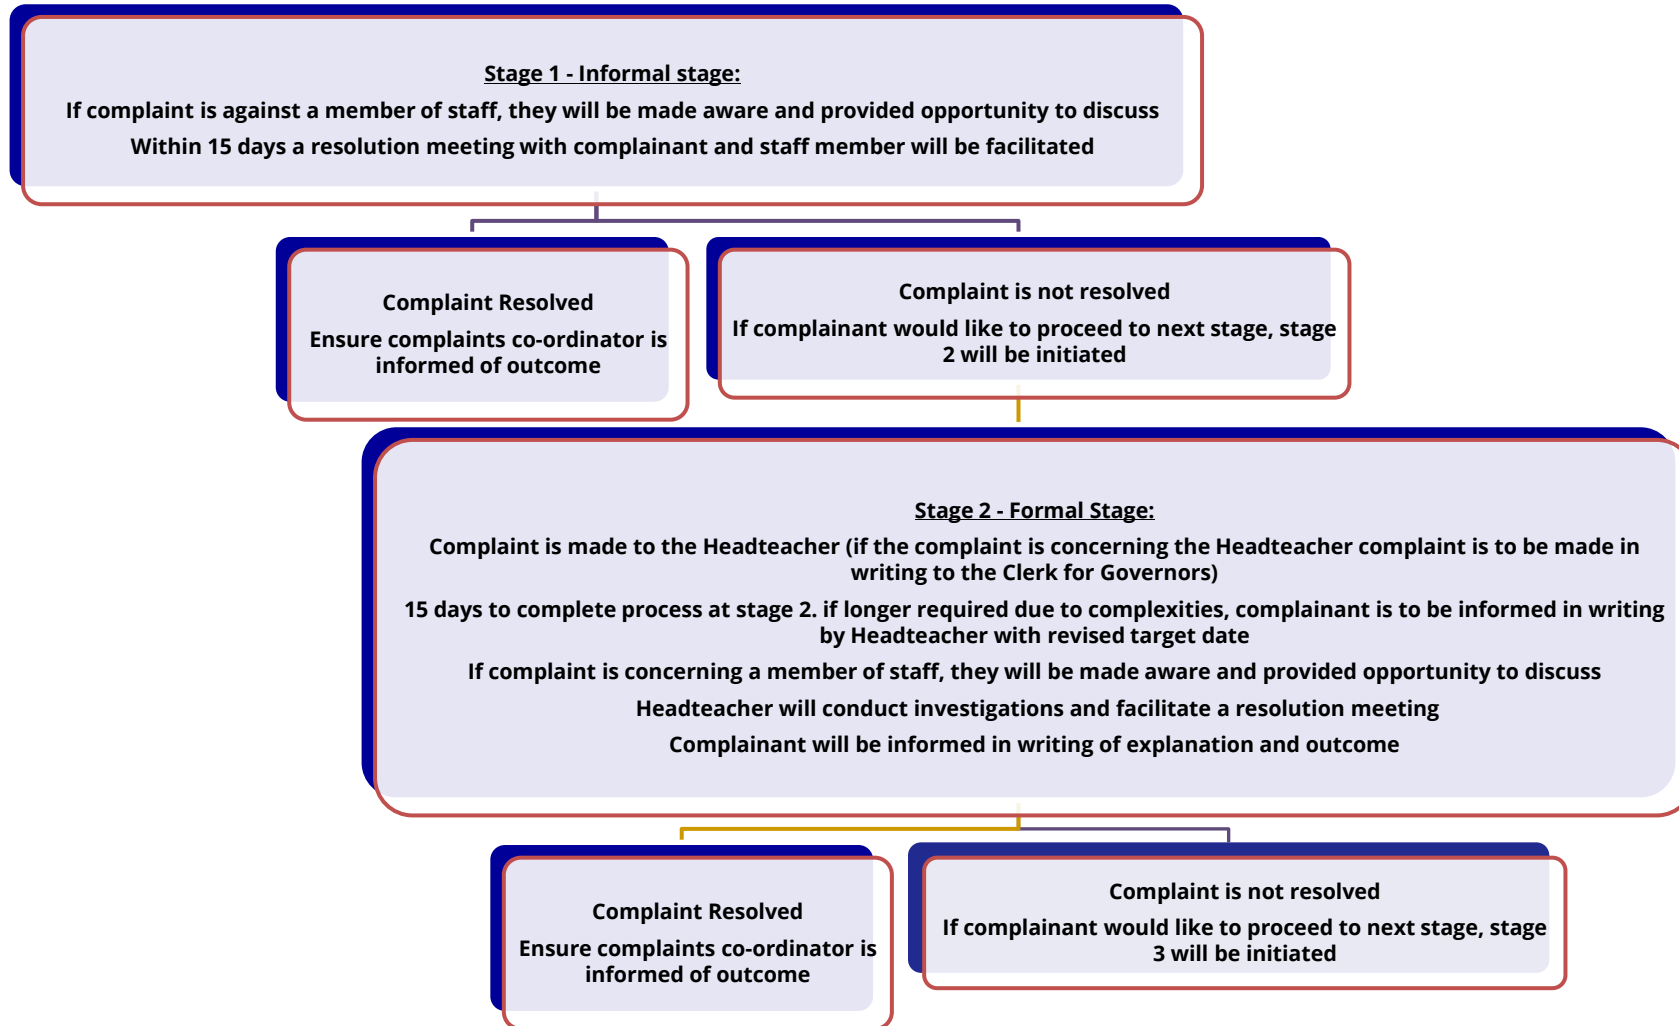 Stage 1 - Informal stage:
If complaint is against a member of staff, they will be made aware and provided opportunity to discuss
Within 15 days a resolution meeting with complainant and staff member will be facilitated
Complaint Resolved
Ensure complaints co-ordinator is
informed of outcome
Complaint is not resolved
If complainant would like to proceed to next stage, stage
2 will be initiated
Stage 2 - Formal Stage:
Complaint is made to the Headteacher (if the complaint is concerning the Headteacher complaint is to be made in
writing to the Clerk for Governors)
15 days to complete process at stage 2. if longer required due to complexities, complainant is to be informed in writing
by Headteacher with revised target date
If complaint is concerning a member of staff, they will be made aware and provided opportunity to discuss
Headteacher will conduct investigations and facilitate a resolution meeting
Complainant will be informed in writing of explanation and outcome
Complaint Resolved
Ensure complaints co-ordinator is
informed of outcome
Complaint is not resolved
If complainant would like to proceed to next stage, stage
3 will be initiated